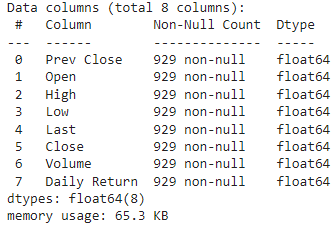 Data columns (total 8 columns):
 #   Column        Non-Null Count  Dtype
---  ------        --------------  -----
 0   Prev Close    929 non-null    float64
 1   Open          929 non-null    float64
 2   High          929 non-null    float64
 3   Low           929 non-null    float64
 4   Last          929 non-null    float64
 5   Close         929 non-null    float64
 6   Volume        929 non-null    float64
 7   Daily Return  929 non-null    float64
dtypes: float64(8)
memory usage: 65.3 KB